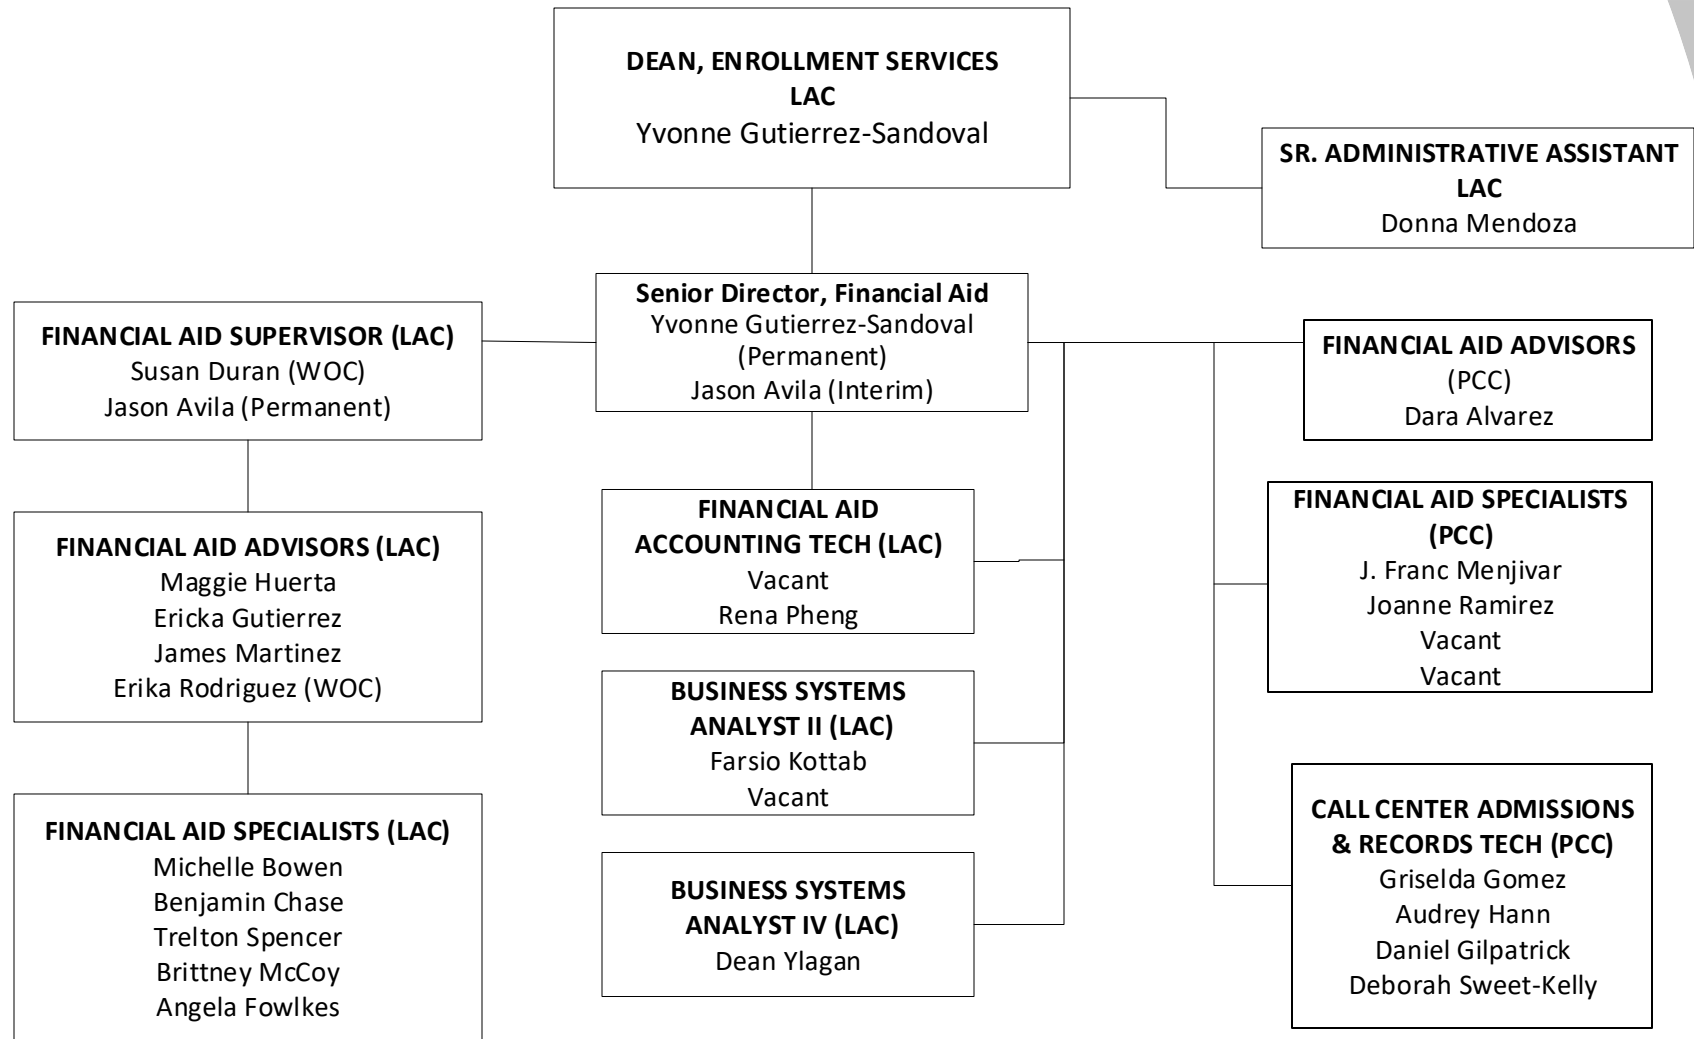 DEAN, ENROLLMENT SERVICES
LAC
Yvonne Gutierrez-Sandoval
SR. ADMINISTRATIVE ASSISTANT
LAC
Donna Mendoza
Senior Director, Financial Aid
Yvonne Gutierrez-Sandoval
(Permanent)
Jason Avila (Interim)
FINANCIAL AID SUPERVISOR (LAC)
Susan Duran (WOC)
Jason Avila (Permanent)
FINANCIAL AID ADVISORS
(PCC)
Dara Alvarez
FINANCIAL AID ADVISORS (LAC)
Maggie Huerta
Ericka Gutierrez
James Martinez
Erika Rodriguez (WOC)
FINANCIAL AID
ACCOUNTING TECH (LAC)
Vacant
Rena Pheng
FINANCIAL AID SPECIALISTS
(PCC)
J. Franc Menjivar
Joanne Ramirez
Vacant
Vacant
BUSINESS SYSTEMS
ANALYST II (LAC)
Farsio Kottab
Vacant
FINANCIAL AID SPECIALISTS (LAC)
Michelle Bowen
Benjamin Chase
Trelton Spencer
Brittney McCoy
Angela Fowlkes
BUSINESS SYSTEMS
ANALYST IV (LAC)
Dean Ylagan
CALL CENTER ADMISSIONS
& RECORDS TECH (PCC)
Griselda Gomez
Audrey Hann
Daniel Gilpatrick
Deborah Sweet-Kelly